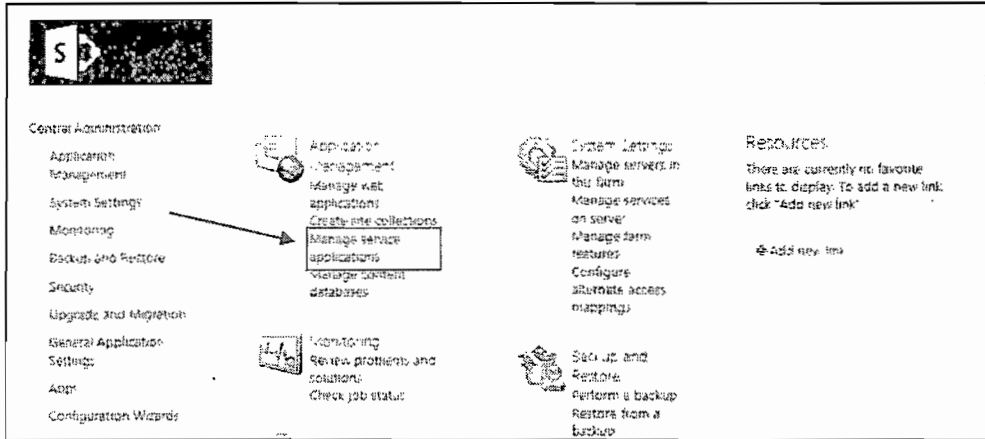 S
Central Administration
Application
Management
System Settings
Monitoring
Backup and Restore
Security
Upgrade and Migration
General Application
Settings
Apps
Configuration Wizards
Application
Management
Manage web
applications
Create site collections
Manage service
applications
Manage content
databases
Monitoring
Review problems and
solutions
Check job status
System Settings
Manage servers in
this farm
Manage services
on server
Manage farm
features
Configure
alternate access
mappings
Back up and
Restore
Perform a backup
Restore from a
backup
Resources
There are currently no favorite
links to display. To add a new link,
click "Add new link"
Add new link